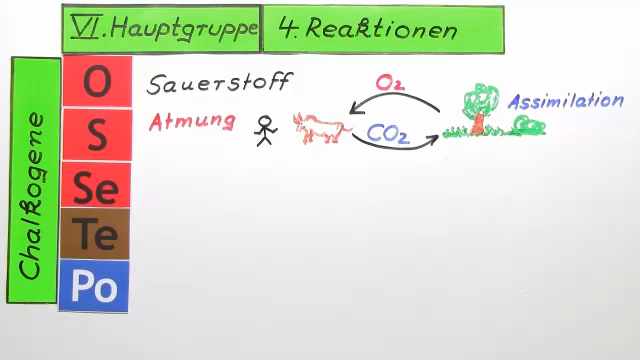 VI. Hauptgruppe
4. Reaktionen
Chalkogene
O
S
Se
Te
Po
Sauerstoff
Atmung
O2
CO2
Assimilation